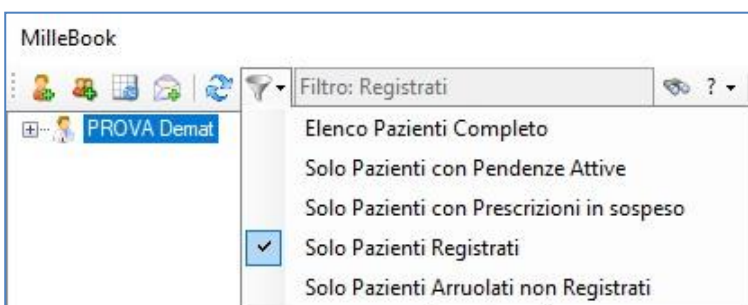 MilleBook
Filtro: Registrati ?
PROVA Demat
Elenco Pazienti Completo
Solo Pazienti con Pendenze Attive
Solo Pazienti con Prescrizioni in sospeso
Solo Pazienti Registrati
Solo Pazienti Arruolati non Registrati